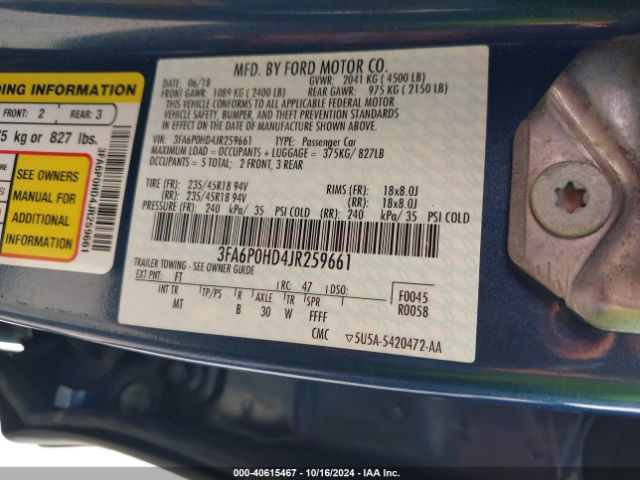 DING INFORMATION
FRONT: 2 REAR: 3
5 kg or 827 lbs.
SEE OWNERS
MANUAL FOR
ADDITIONAL
INFORMATION
3FA6P0HD4JR259661
MFD. BY FORD MOTOR CO.
DATE: 06/18 GVWR: 2041 KG ( 4500 LB)
FRONT GAWR: 1089 KG ( 2400 LB) REAR GAWR: 975 KG ( 2150 LB)
THIS VEHICLE CONFORMS TO ALL APPLICABLE FEDERAL MOTOR
VEHICLE SAFETY, BUMPER, AND THEFT PREVENTION STANDARDS
IN EFFECT ON THE DATE OF MANUFACTURE SHOWN ABOVE.
VIN: 3FA6P0HD4JR259661 TYPE: Passenger Car
MAXIMUM LOAD = OCCUPANTS + LUGGAGE = 375KG/ 827LB
OCCUPANTS = 5 TOTAL: 2 FRONT, 3 REAR
TIRE (FR): 235/45R18 94V RIMS (FR): 18x8.0J
(RR): 235/45R18 94V (RR): 18x8.0J
PRESSURE (FR): 240 kPa/ 35 PSI COLD (RR): 240 kPa/ 35 PSI COLD
3FA6P0HD4JR259661
TRAILER TOWING - SEE OWNER GUIDE
EXT PNT: FT RC: 47 DSO:
INT TR TP/PS R AXLE TR SPR F0045
MT B 30 W FFFF R0058
CMC 5U5A-5420472-AA
© - 40615467 - 10/16/2024 - IAAI.COM